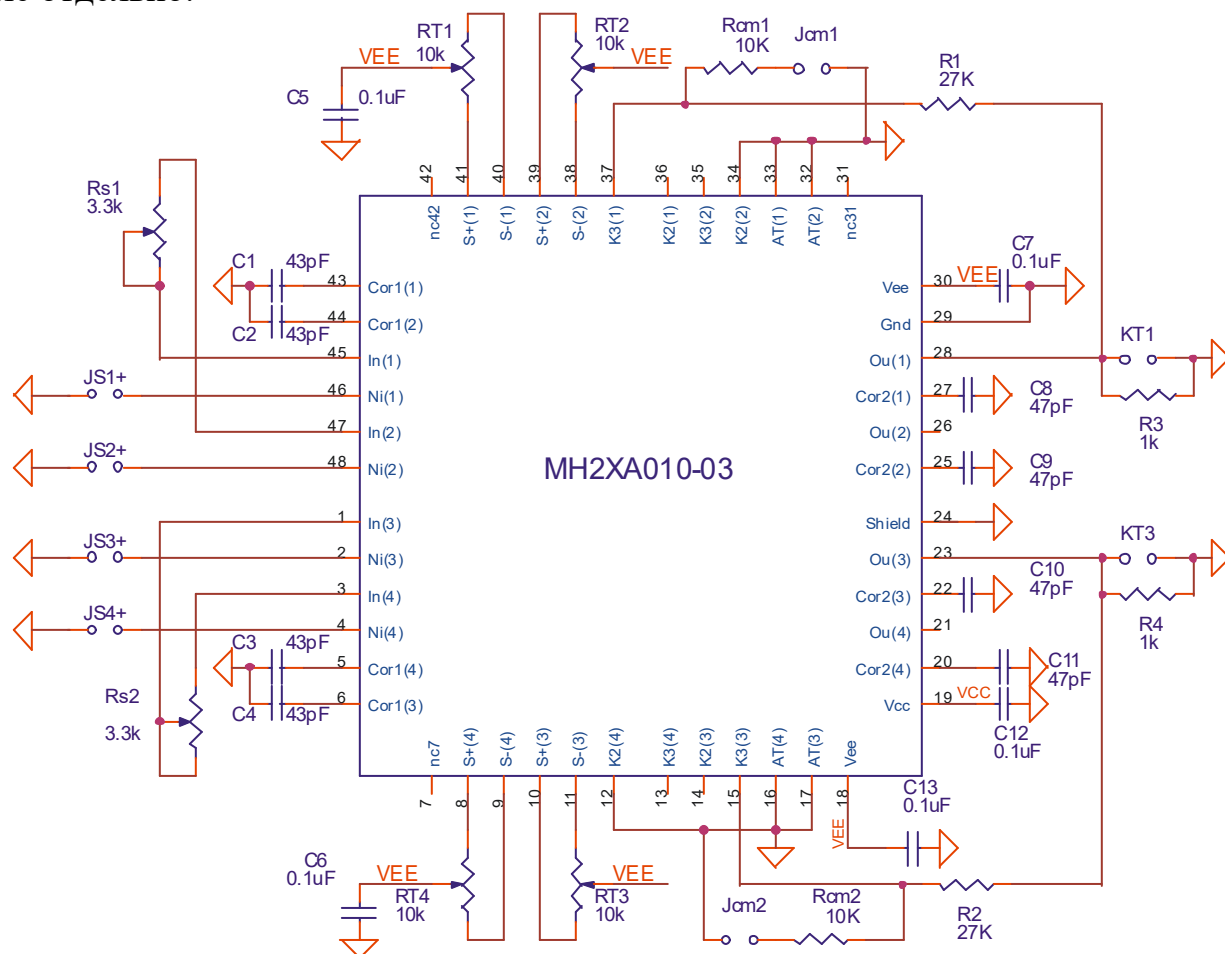 отдельно.
RT1
10k
VEE
C5
0.1uF
RT2
10k
VEE
Rcm1
10K
Jcm1
R1
27K
42
41
40
39
38
37
36
35
34
33
32
31
nc42
S+(1)
S-(1)
S+(2)
S-(2)
K3(1)
K2(1)
K3(2)
K2(2)
AT(1)
AT(2)
nc31
Rs1
3.3k
C1
43pF
C2
43pF
43
Cor1(1)
44
Cor1(2)
45
In(1)
JS1+
46
Ni(1)
47
In(2)
JS2+
48
Ni(2)
1
In(3)
JS3+
2
Ni(3)
3
In(4)
JS4+
4
Ni(4)
C3
43pF
5
Cor1(4)
C4
43pF
6
Cor1(3)
Rs2
3.3k
MH2XA010-03
Vee
30
VEE
C7
0.1uF
Gnd
29
Ou(1)
28
KT1
R3
1k
Cor2(1)
27
C8
47pF
Ou(2)
26
Cor2(2)
25
C9
47pF
Shield
24
Ou(3)
23
KT3
R4
1k
Cor2(3)
22
C10
47pF
Ou(4)
21
Cor2(4)
20
C11
47pF
Vcc
19
VCC
C12
0.1uF
nc7
S+(4)
S-(4)
S+(3)
S-(3)
K2(4)
K3(4)
K2(3)
K3(3)
AT(4)
AT(3)
Vee
7
8
9
10
11
12
13
14
15
16
17
18
VEE
C13
0.1uF
C6
0.1uF
VEE
RT4
10k
VEE
RT3
10k
Jcm2
Rcm2
10K
R2
27K